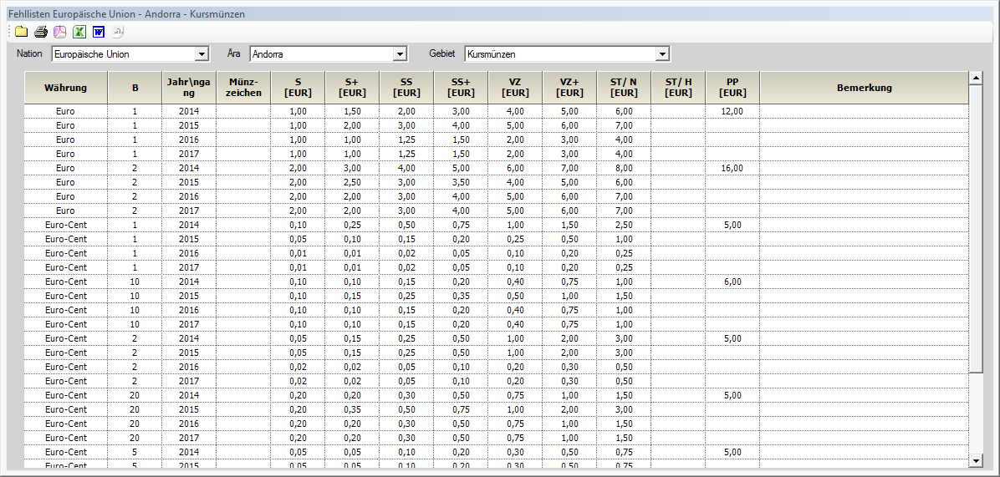 Fehllisten Europäische Union - Andorra - Kursmünzen
Nation Europäische Union Ära Andorra Gebiet Kursmünzen
Währung B Jahr\nga ng Münz- zeichen S [EUR] S+ [EUR] SS [EUR] SS+ [EUR] VZ [EUR] VZ+ [EUR] ST/ N [EUR] ST/ H [EUR] PP [EUR] Bemerkung
Euro 1 2014 1,00 1,50 2,00 3,00 4,00 5,00 6,00 12,00
Euro 1 2015 1,00 2,00 3,00 4,00 5,00 6,00 7,00
Euro 1 2016 1,00 1,00 1,25 1,50 2,00 3,00 4,00
Euro 1 2017 1,00 1,00 1,25 1,50 2,00 3,00 4,00
Euro 2 2014 2,00 3,00 4,00 5,00 6,00 7,00 8,00 16,00
Euro 2 2015 2,00 2,50 3,00 3,50 4,00 5,00 6,00
Euro 2 2016 2,00 2,00 3,00 4,00 5,00 6,00 7,00
Euro 2 2017 2,00 2,00 3,00 4,00 5,00 6,00 7,00
Euro-Cent 1 2014 0,10 0,25 0,50 0,75 1,00 1,50 2,50 5,00
Euro-Cent 1 2015 0,05 0,10 0,15 0,20 0,25 0,50 1,00
Euro-Cent 1 2016 0,01 0,01 0,02 0,05 0,10 0,20 0,25
Euro-Cent 1 2017 0,01 0,01 0,02 0,05 0,10 0,20 0,25
Euro-Cent 10 2014 0,10 0,10 0,15 0,20 0,40 0,75 1,00 6,00
Euro-Cent 10 2015 0,10 0,15 0,25 0,35 0,50 1,00 1,50
Euro-Cent 10 2016 0,10 0,10 0,15 0,20 0,40 0,75 1,00
Euro-Cent 10 2017 0,10 0,10 0,15 0,20 0,40 0,75 1,00
Euro-Cent 2 2014 0,05 0,15 0,25 0,50 1,00 2,00 3,00 5,00
Euro-Cent 2 2015 0,05 0,15 0,25 0,50 1,00 2,00 3,00
Euro-Cent 2 2016 0,02 0,02 0,05 0,10 0,20 0,30 0,50
Euro-Cent 2 2017 0,02 0,02 0,05 0,10 0,20 0,30 0,50
Euro-Cent 20 2014 0,20 0,20 0,30 0,50 0,75 1,00 1,50 5,00
Euro-Cent 20 2015 0,20 0,35 0,50 0,75 1,00 2,00 3,00
Euro-Cent 20 2016 0,20 0,20 0,30 0,50 0,75 1,00 1,50
Euro-Cent 20 2017 0,20 0,20 0,30 0,50 0,75 1,00 1,50
Euro-Cent 5 2014 0,05 0,05 0,10 0,20 0,30 0,50 0,75 5,00
Euro-Cent 5 2015 0,05 0,05 0,10 0,20 0,30 0,50 0,75